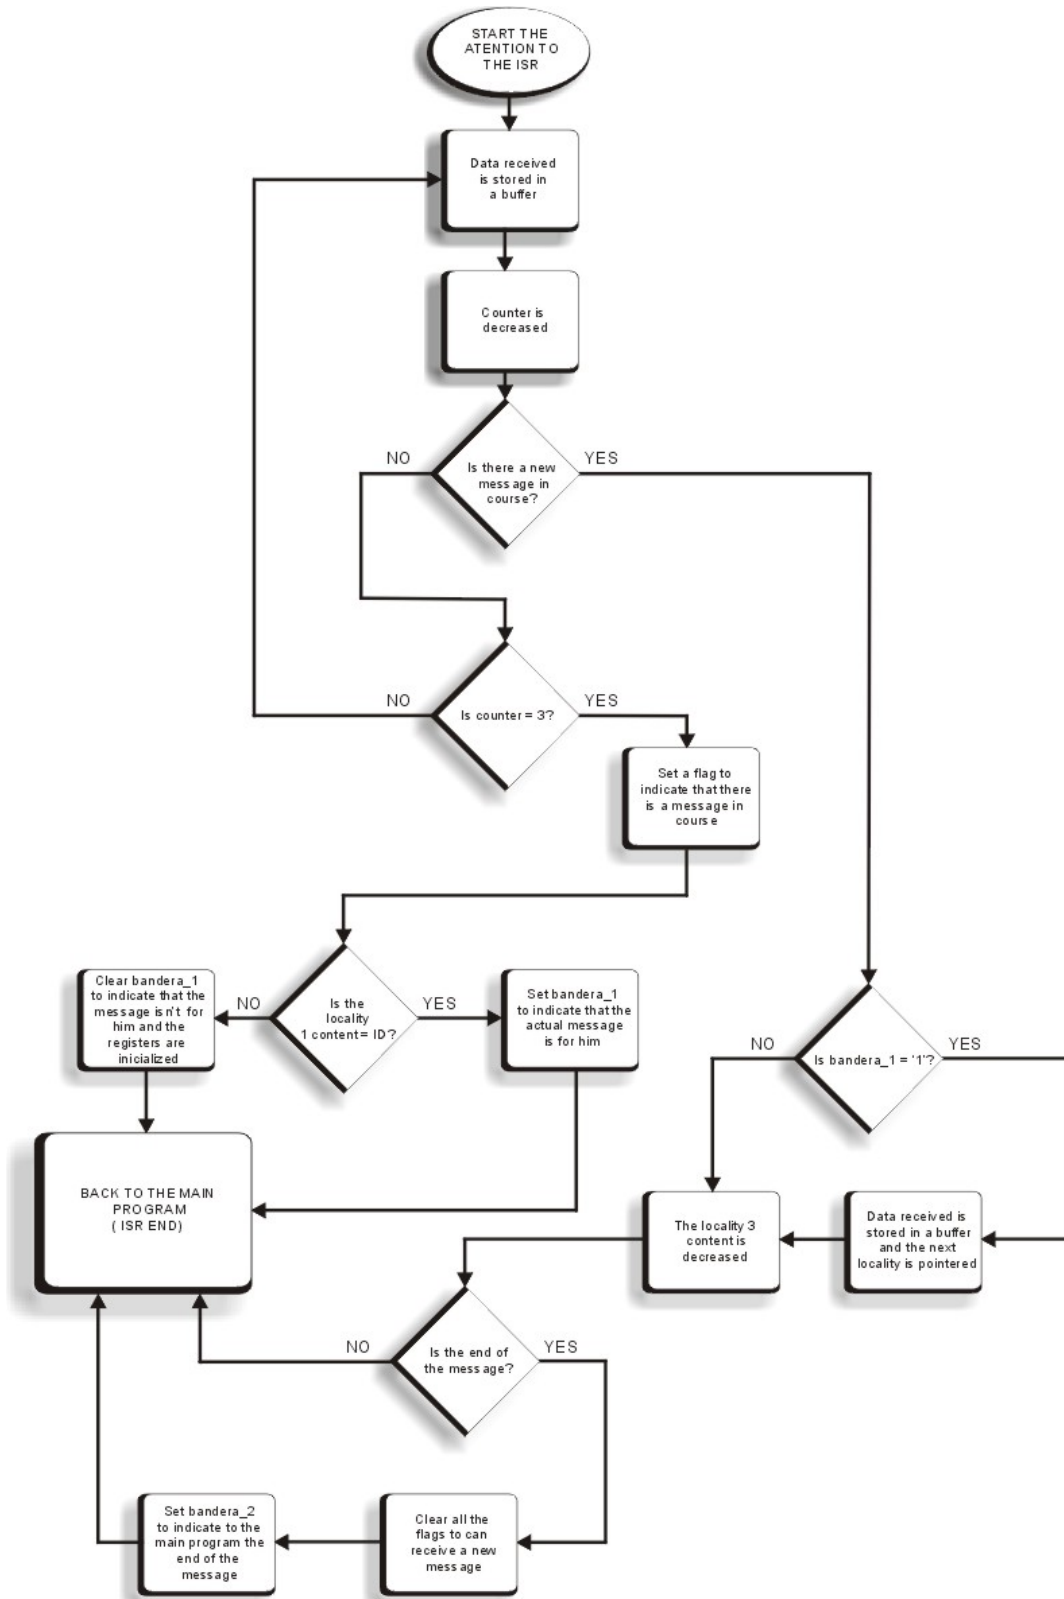 START THE
ATENTION TO
THE ISR
Data received
is stored in
a buffer
Counter is
decreased
NO
YES
Is there a new
message in
course?
NO
YES
Is counter = 3?
Set a flag to
indicate that there
is a message in
course
Clear bandera_1
to indicate that the
message isn't for
him and the
registers are
inicialized
NO
Is the
locality
1 content= ID?
YES
Set bandera_1
to indicate that the
actual message
is for him
NO
Is bandera_1 = '1'?
YES
BACK TO THE MAIN
PROGRAM
( ISR END)
The locality 3
content is
decreased
Data received is
stored in a buffer
and the next
locality is pointered
NO
Is the end of
the message?
YES
Set bandera_2
to indicate to the
main program the
end of the
message
Clear all the
flags to can
receive a new
message